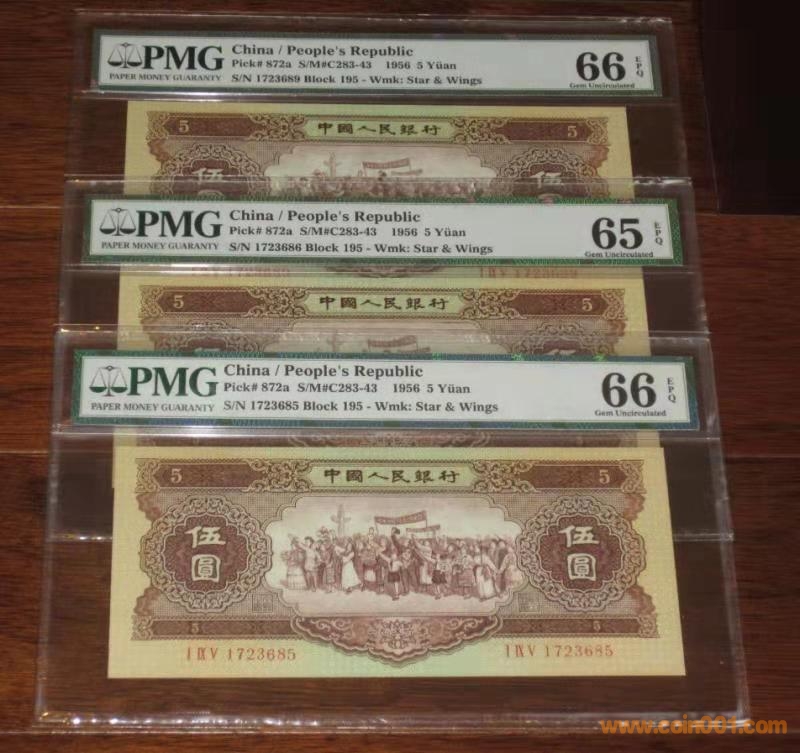 PMG
PAPER MONEY GUARANTY
China / People's Republic
Pick# 872a S/M#C283-43 1956 5 Yüan
S/N 1723689 Block 195 - Wmk: Star & Wings
66 EPQ
Gem Uncirculated
5 中國人民銀行 5
伍 伍
PMG
PAPER MONEY GUARANTY
China / People's Republic
Pick# 872a S/M#C283-43 1956 5 Yüan
S/N 1723686 Block 195 - Wmk: Star & Wings
65 EPQ
Gem Uncirculated
5 中國人民銀行 5
PMG
PAPER MONEY GUARANTY
China / People's Republic
Pick# 872a S/M#C283-43 1956 5 Yüan
S/N 1723685 Block 195 - Wmk: Star & Wings
66 EPQ
Gem Uncirculated
5 中國人民銀行 5
伍圓 伍圓
5 5
I IX V 1723685 I IX V 1723685
www.coin001.com